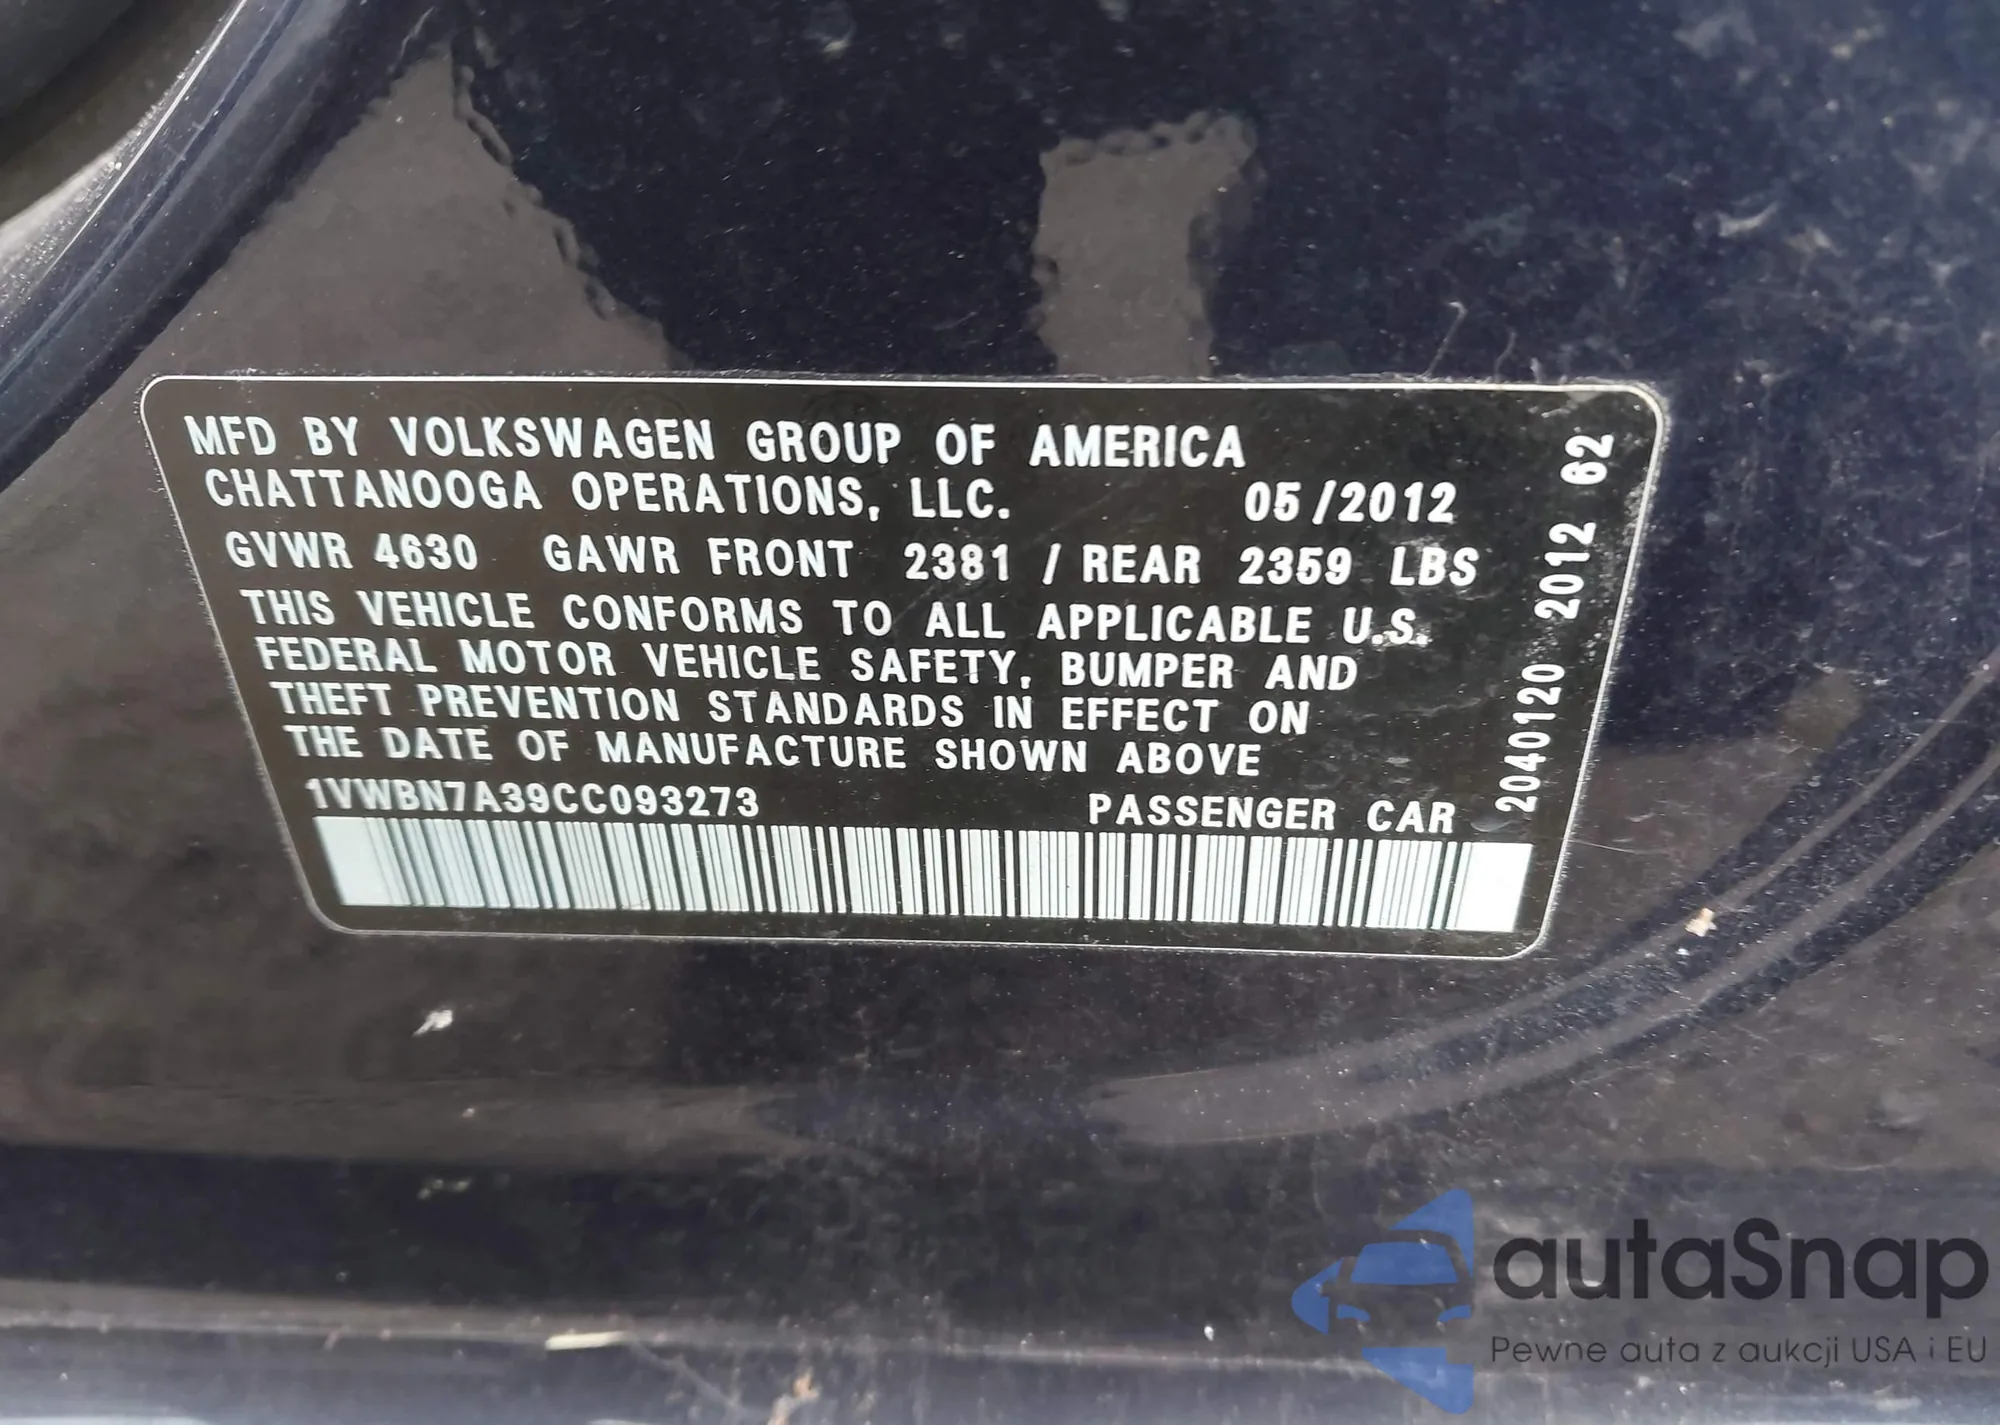 MFD BY VOLKSWAGEN GROUP OF AMERICA
CHATTANOOGA OPERATIONS, LLC. 05/2012
GVWR 4630 GAWR FRONT 2381 / REAR 2359 LBS
THIS VEHICLE CONFORMS TO ALL APPLICABLE U.S.
FEDERAL MOTOR VEHICLE SAFETY, BUMPER AND
THEFT PREVENTION STANDARDS IN EFFECT ON
THE DATE OF MANUFACTURE SHOWN ABOVE
1VWBN7A39CC093273 PASSENGER CAR
2040120 2012 62
autaSnap
Pewne auta z aukcji USA i EU